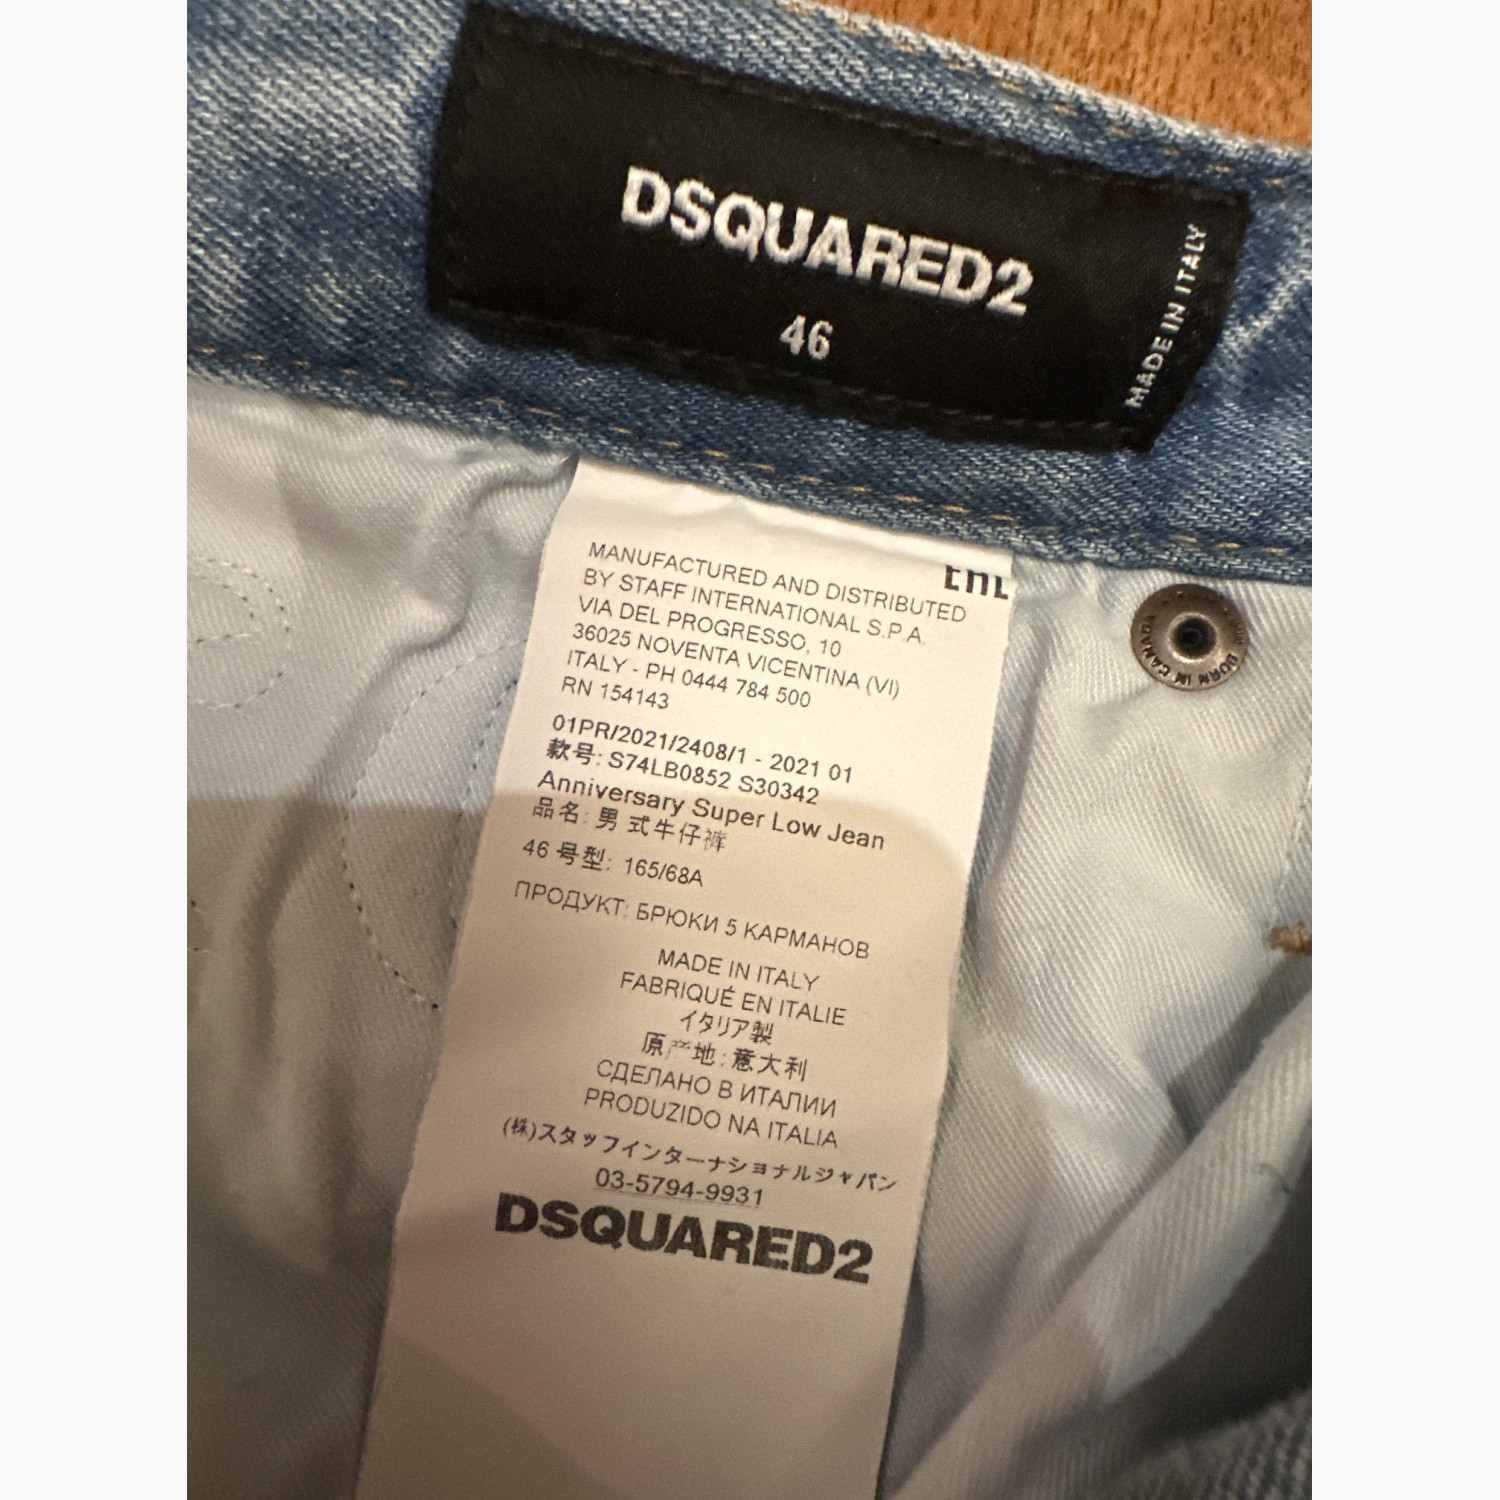 DSQUARED2
46
MADE IN ITALY
MANUFACTURED AND DISTRIBUTED
BY STAFF INTERNATIONAL S.P.A.
VIA DEL PROGRESSO, 10
36025 NOVENTA VICENTINA (VI)
ITALY - PH 0444 784 500
RN 154143
01PR/2021/2408/1 - 2021 01
款号: S74LB0852 S30342
Anniversary Super Low Jean
品名: 男式牛仔裤
46 号型: 165/68A
ПРОДУКТ: БРЮКИ 5 КАРМАНОВ
MADE IN ITALY
FABRIQUÉ EN ITALIE
イタリア製
原产地:意大利
СДЕЛАНО В ИТАЛИИ
PRODUZIDO NA ITALIA
(株)スタッフインターナショナルジャパン
03-5794-9931
DSQUARED2
BORN IN CANADA